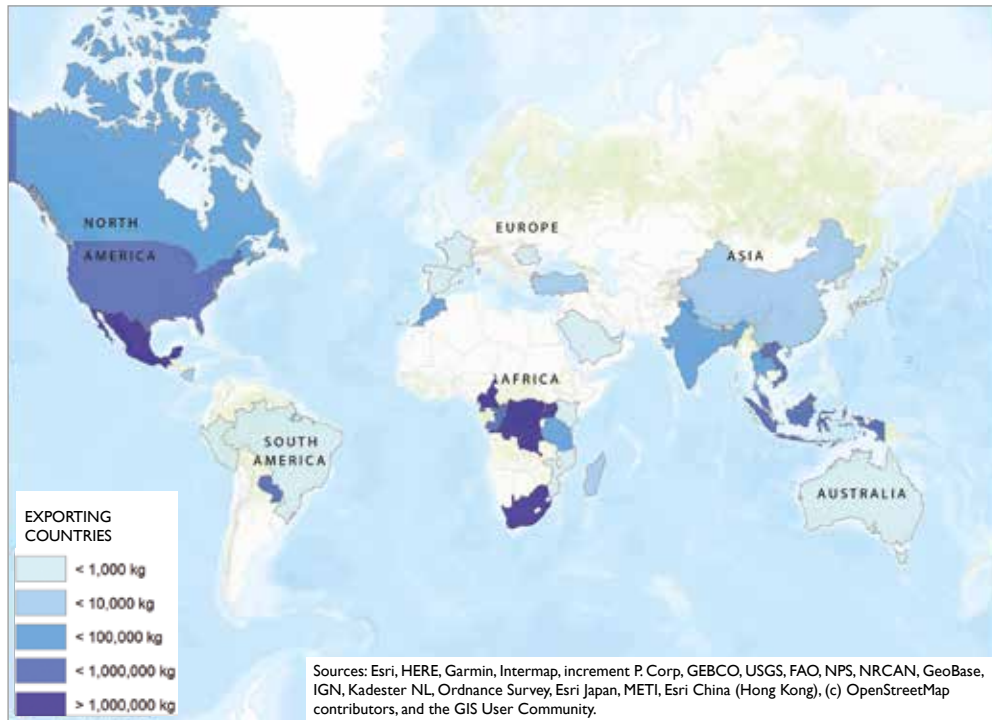 NORTH
AMERICA
EUROPE
ASIA
AFRICA
SOUTH
AMERICA
AUSTRALIA
EXPORTING
COUNTRIES
< 1,000 kg
< 10,000 kg
< 100,000 kg
< 1,000,000 kg
> 1,000,000 kg
Sources: Esri, HERE, Garmin, Intermap, increment P. Corp, GEBCO, USGS, FAO, NPS, NRCAN, GeoBase,
IGN, Kadester NL, Ordnance Survey, Esri Japan, METI, Esri China (Hong Kong), (c) OpenStreetMap
contributors, and the GIS User Community.